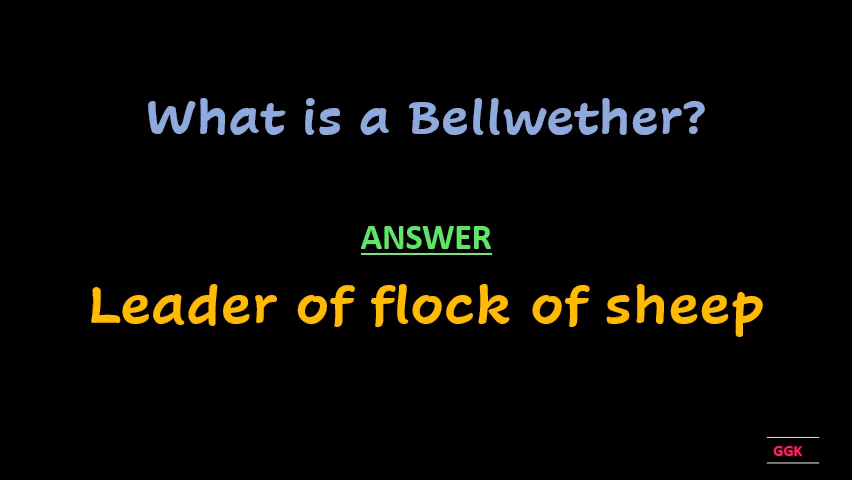 What is a Bellwether?
ANSWER
Leader of flock of sheep
GGK